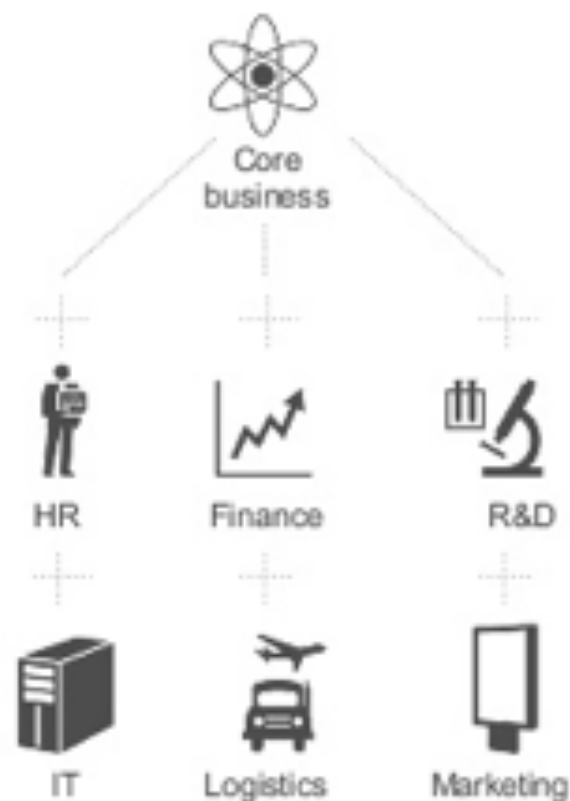 Core
business
HR
Finance
R&D
IT
Logistics
Marketing